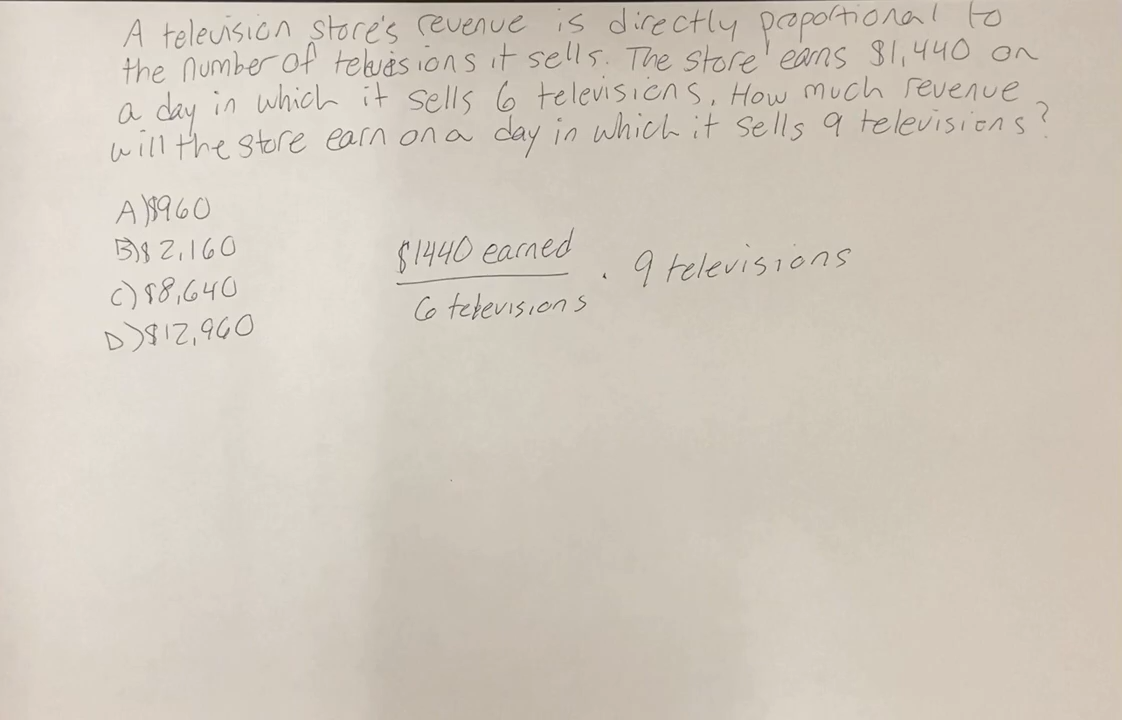 A television store's revenue is directly propoltional to
the number of televisions it sells. The store earns $1,440 on
a day in which it sells 6 televisions. How much revenue
will the store earn on a day in which it sells 9 televisions?
A)$960
B)$2,160
C)$8,640
D)$12,960
$1440 earned
6 televisions
· 9 televisions